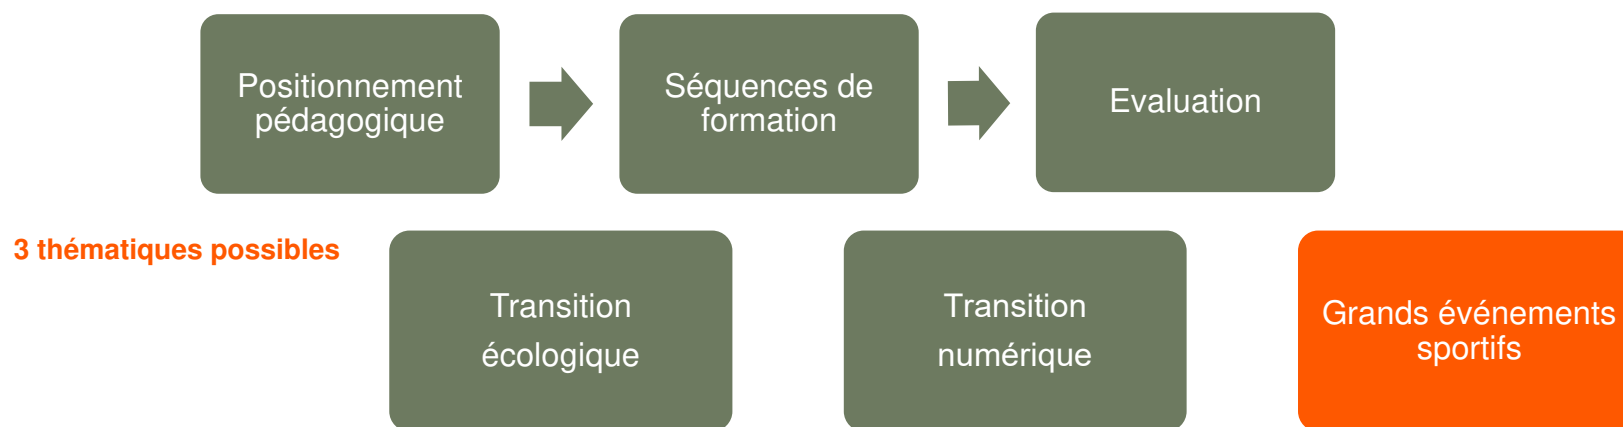 Positionnement
pédagogique
Séquences de
formation
Evaluation
3 thématiques possibles
Transition
écologique
Transition
numérique
Grands événements
sportifs